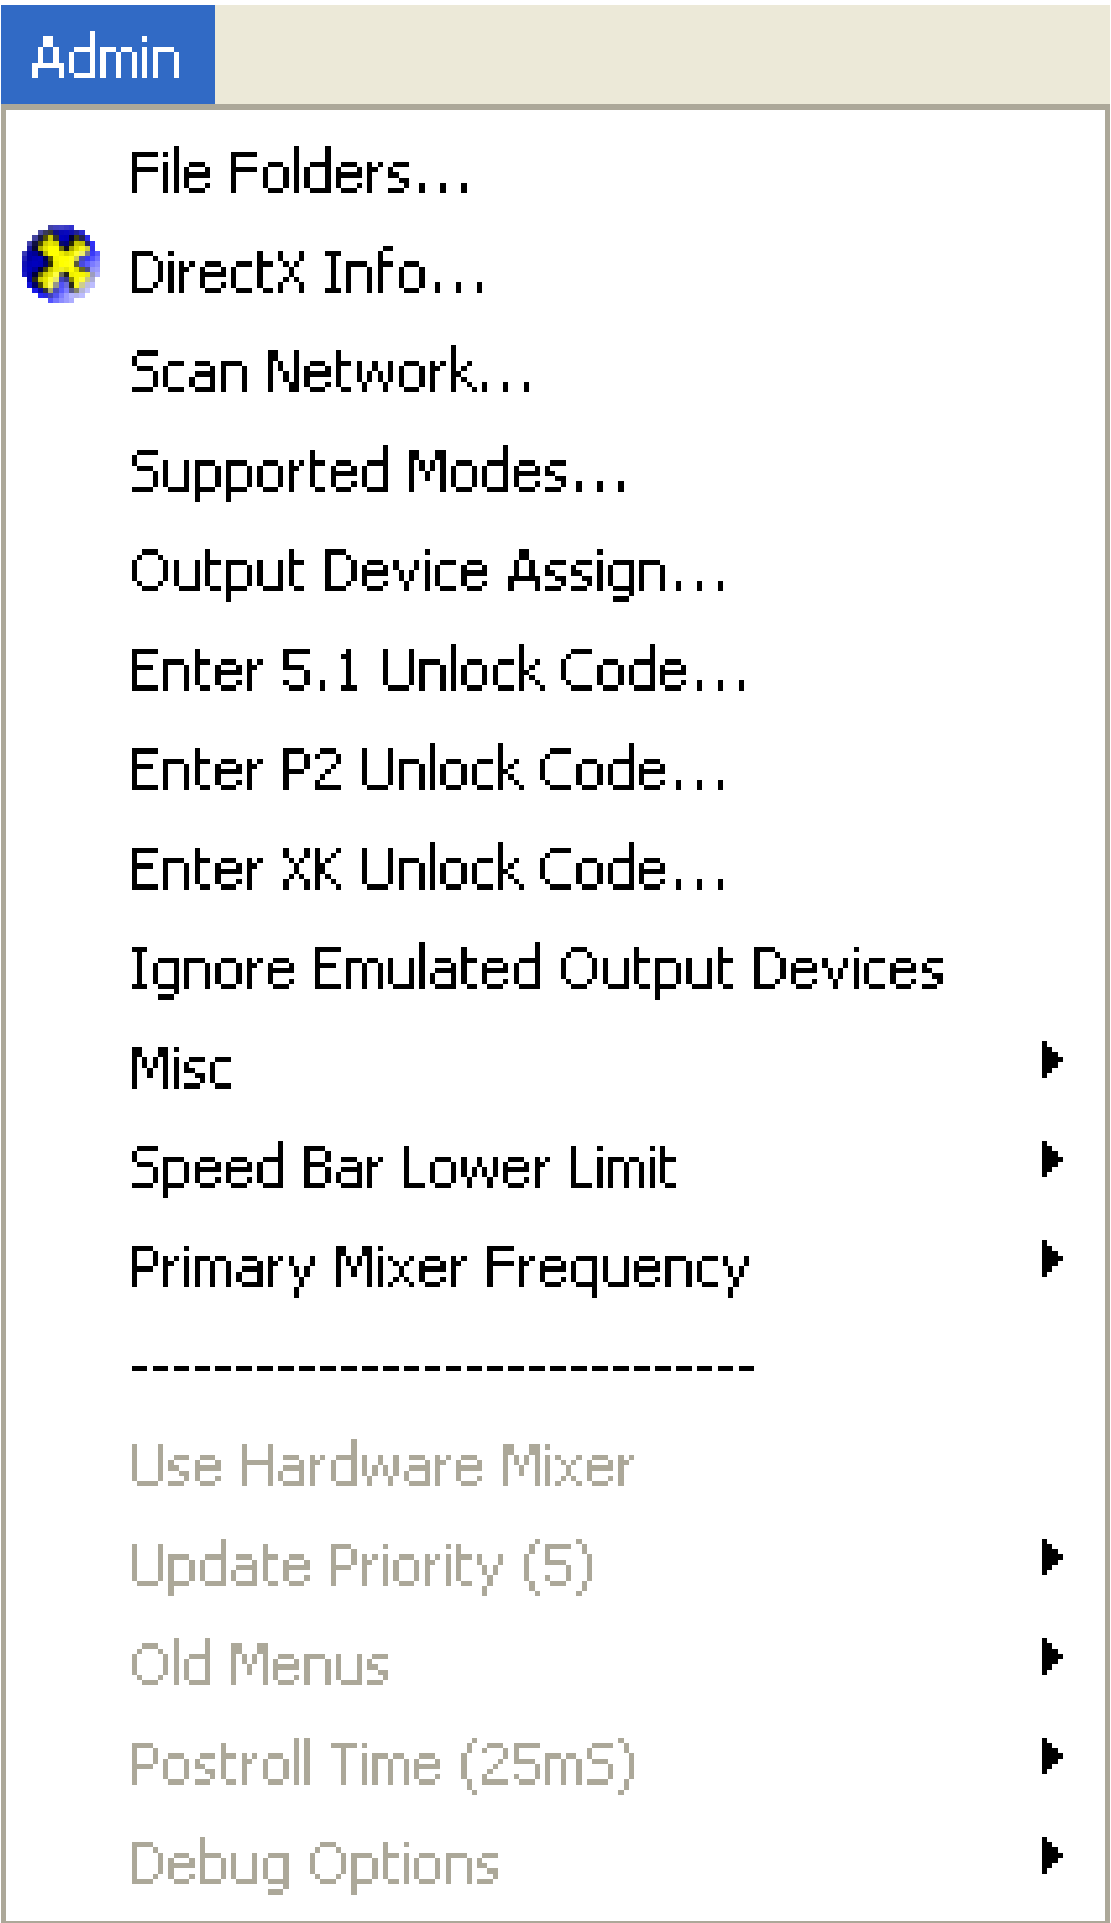 Admin
File Folders...
DirectX Info...
Scan Network...
Supported Modes...
Output Device Assign...
Enter 5.1 Unlock Code...
Enter P2 Unlock Code...
Enter XK Unlock Code...
Ignore Emulated Output Devices
Misc
Speed Bar Lower Limit
Primary Mixer Frequency
------------------------------
Use Hardware Mixer
Update Priority (5)
Old Menus
Postroll Time (25mS)
Debug Options